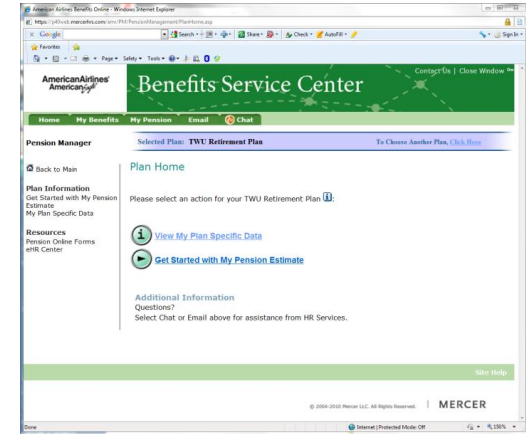 American Airlines Benefits Online - Windows Internet Explorer
Google Search Share Check AutoFill Sign In
Favorites
Page Safety Tools
AmericanAirlines
Benefits Service Center
Contact Us | Close Window
Home My Benefits My Pension Email Chat
Pension Manager
Selected Plan: TWU Retirement Plan To Choose Another Plan, Click Here
Back to Main
Plan Home
Plan Information
Get Started with My Pension Estimate
My Plan Specific Data
Please select an action for your TWU Retirement Plan :
Resources
Pension Online Forms
eHR Center
View My Plan Specific Data
Get Started with My Pension Estimate
Additional Information
Questions?
Select Chat or Email above for assistance from HR Services.
Site Help
© 2004-2010 Mercer LLC. All Rights Reserved. MERCER
Done Internet | Protected Mode: Off 150%